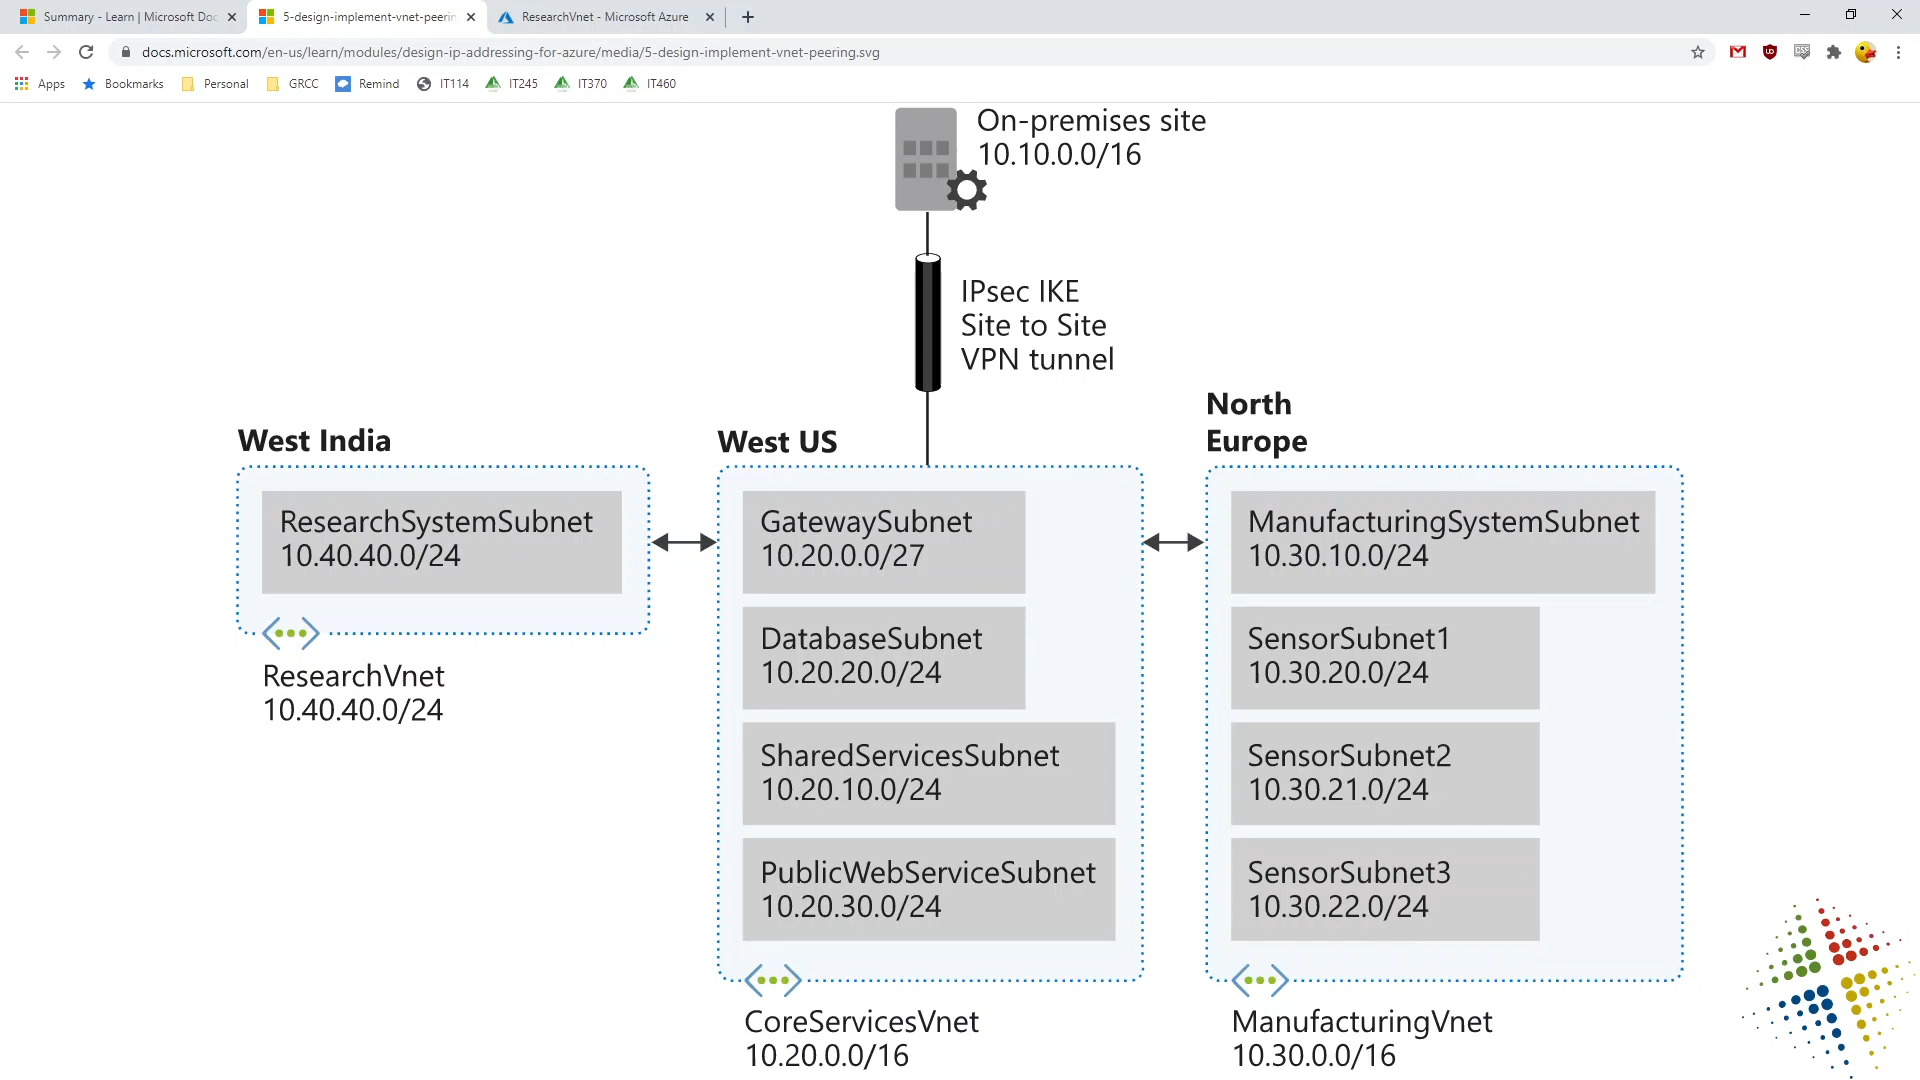 Summary - Learn | Microsoft Doc
5-design-implement-vnet-peerin
ResearchVnet - Microsoft Azure
docs.microsoft.com/en-us/learn/modules/design-ip-addressing-for-azure/media/5-design-implement-vnet-peering.svg
Apps
Bookmarks
Personal
GRCC
Remind
IT114
IT245
IT370
IT460
On-premises site
10.10.0.0/16
IPsec IKE
Site to Site
VPN tunnel
West India
ResearchSystemSubnet
10.40.40.0/24
ResearchVnet
10.40.40.0/24
West US
GatewaySubnet
10.20.0.0/27
DatabaseSubnet
10.20.20.0/24
SharedServicesSubnet
10.20.10.0/24
PublicWebServiceSubnet
10.20.30.0/24
CoreServicesVnet
10.20.0.0/16
North
Europe
ManufacturingSystemSubnet
10.30.10.0/24
SensorSubnet1
10.30.20.0/24
SensorSubnet2
10.30.21.0/24
SensorSubnet3
10.30.22.0/24
ManufacturingVnet
10.30.0.0/16